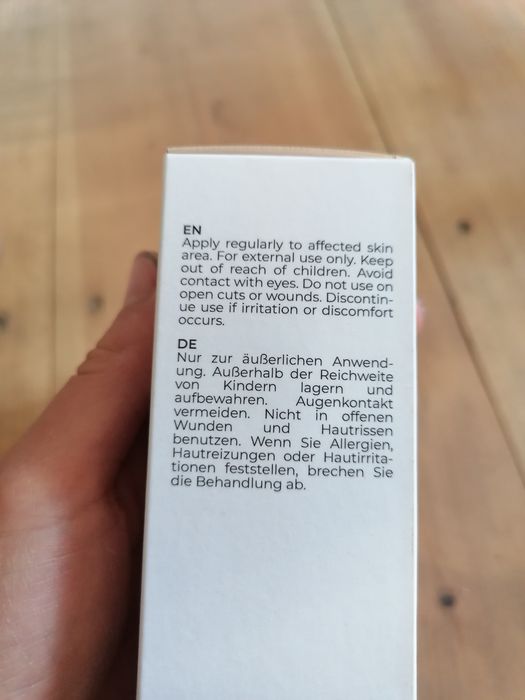 EN
Apply regularly to affected skin
area. For external use only. Keep
out of reach of children. Avoid
contact with eyes. Do not use on
open cuts or wounds. Discontin-
ue use if irritation or discomfort
occurs.
DE
Nur zur äußerlichen Anwend-
ung. Außerhalb der Reichweite
von Kindern lagern und
aufbewahren. Augenkontakt
vermeiden. Nicht in offenen
Wunden und Hautrissen
benutzen. Wenn Sie Allergien,
Hautreizungen oder Hautirrita-
tionen feststellen, brechen Sie
die Behandlung ab.